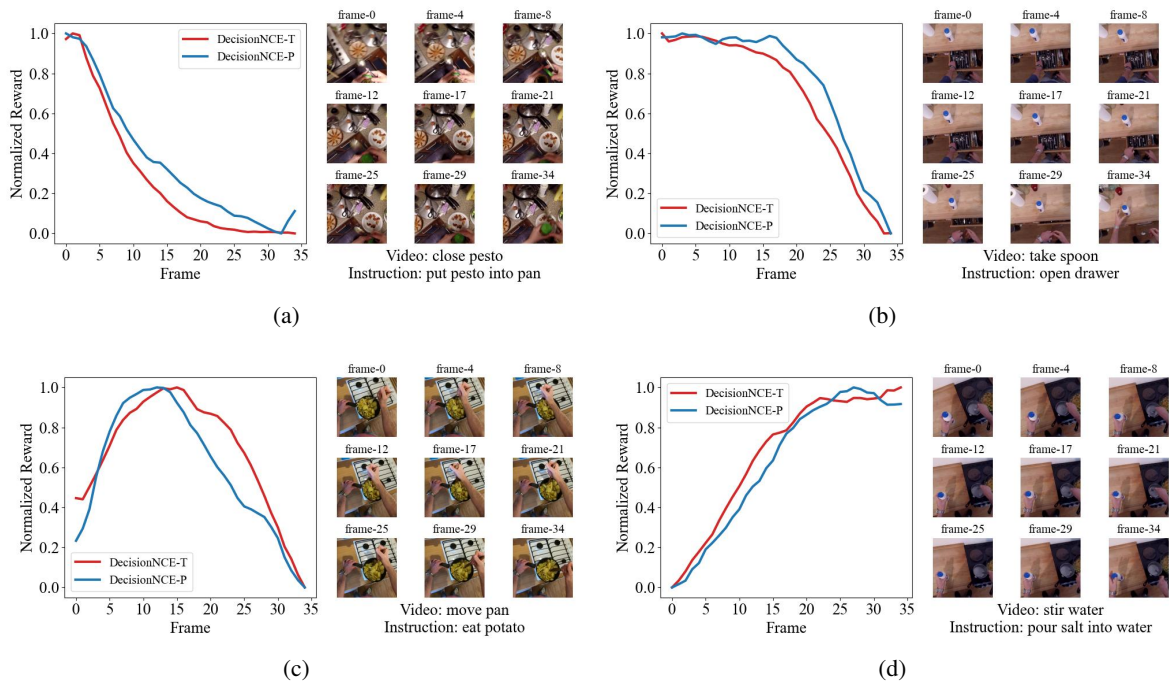 1.0
0.8
0.6
0.4
0.2
0.0
Normalized Reward
DecisionNCE-T
DecisionNCE-P
0 5 10 15 20 25 30 35
Frame
frame-0 frame-4 frame-8
frame-12 frame-17 frame-21
frame-25 frame-29 frame-34
Video: close pesto
Instruction: put pesto into pan
(a)
1.0
0.8
0.6
0.4
0.2
0.0
Normalized Reward
DecisionNCE-T
DecisionNCE-P
0 5 10 15 20 25 30 35
Frame
frame-0 frame-4 frame-8
frame-12 frame-17 frame-21
frame-25 frame-29 frame-34
Video: take spoon
Instruction: open drawer
(b)
1.0
0.8
0.6
0.4
0.2
0.0
Normalized Reward
DecisionNCE-T
DecisionNCE-P
0 5 10 15 20 25 30 35
Frame
frame-0 frame-4 frame-8
frame-12 frame-17 frame-21
frame-25 frame-29 frame-34
Video: move pan
Instruction: eat potato
(c)
1.0
0.8
0.6
0.4
0.2
0.0
Normalized Reward
DecisionNCE-T
DecisionNCE-P
0 5 10 15 20 25 30 35
Frame
frame-0 frame-4 frame-8
frame-12 frame-17 frame-21
frame-25 frame-29 frame-34
Video: stir water
Instruction: pour salt into water
(d)